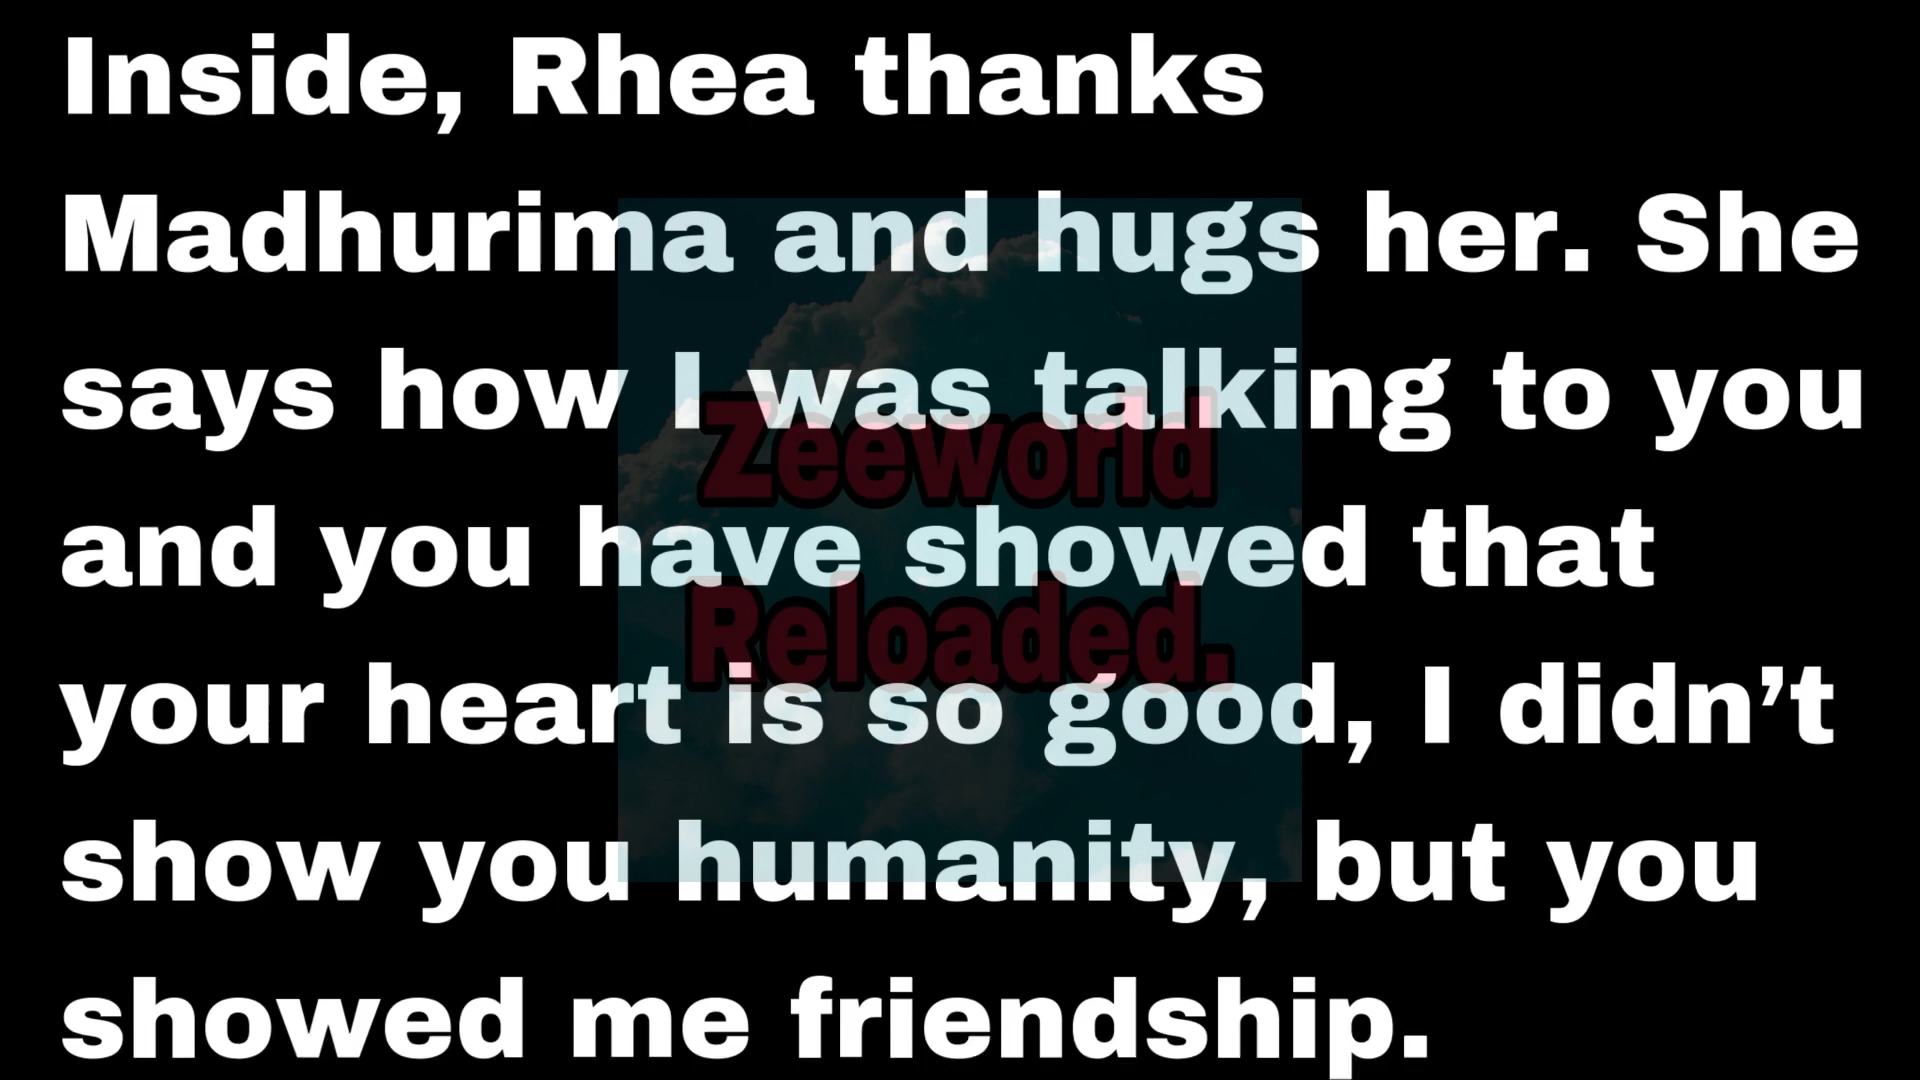 Inside, Rhea thanks
Madhurima and hugs her. She
says how I was talking to you
Zeeworld
and you have showed that
Reloaded.
your heart is so good, I didn’t
show you humanity, but you
showed me friendship.